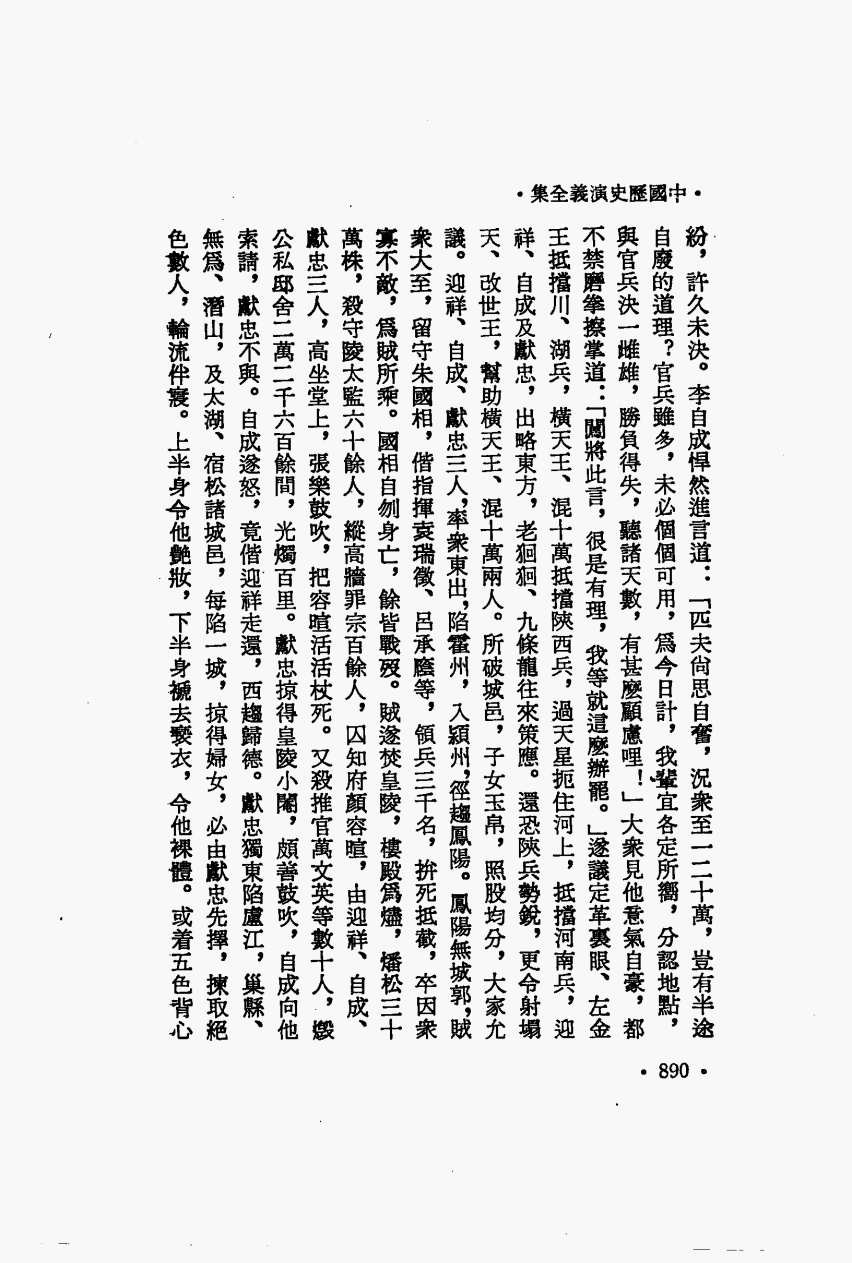 •中國歷史演義全集•
紛，許久未決。李自成悍然進言道：「匹夫尙思自奮，況衆至一二十萬，豈有半途
自廢的道理？官兵雖多，未必個個可用，爲今日計，我輩宜各定所嚮，分認地點，
與官兵決一雌雄，勝負得失，聽諸天數，有甚麼顧慮哩！」大衆見他意氣自豪，都
不禁磨拳擦掌道：「闖將此言，很是有理，我等就這麼辦罷。」遂議定革裏眼、左金
王抵擋川、湖兵，橫天王、混十萬抵擋陝西兵，過天星扼住河上，抵擋河南兵，迎
祥、自成及獻忠，出略東方，老𢌞𢌞、九條龍往來策應。還恐陝兵勢銳，更令射塌
天、改世王，幫助橫天王、混十萬兩人。所破城邑，子女玉帛，照股均分，大家允
議。迎祥、自成、獻忠三人，率衆東出，陷霍州，入潁州，徑趨鳳陽。鳳陽無城郭，賊
衆大至，留守朱國相，偕指揮袁瑞徵、呂承廕等，領兵三千名，拚死抵截，卒因衆
寡不敵，爲賊所乘。國相自刎身亡，餘皆戰歿。賊遂焚皇陵，樓殿爲燼，燔松三十
萬株，殺守陵太監六十餘人，縱高牆罪宗百餘人，囚知府顏容暄，由迎祥、自成、
獻忠三人，高坐堂上，張樂鼓吹，把容暄活活杖死。又殺推官萬文英等數十人，燬
公私邸舍二萬二千六百餘間，光燭百里。獻忠掠得皇陵小閹，頗善鼓吹，自成向他
索請，獻忠不與。自成遂怒，竟偕迎祥走還，西趨歸德。獻忠獨東陷盧江，巢縣、
無爲、潛山，及太湖、宿松諸城邑，每陷一城，掠得婦女，必由獻忠先擇，揀取絕
色數人，輪流伴寢。上半身令他艷妝，下半身褫去褻衣，令他裸體。或着五色背心
•890•